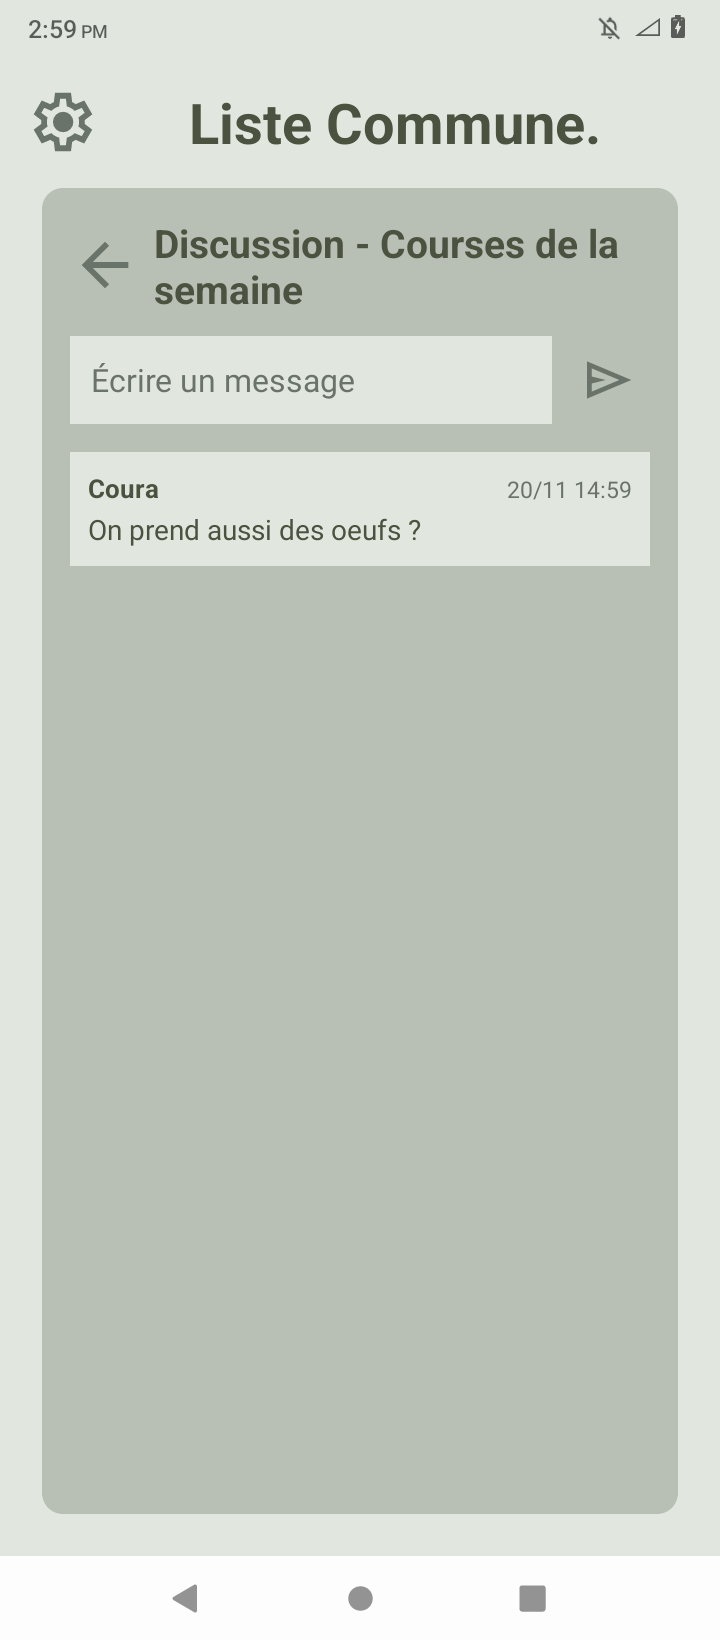 2:59 PM
Liste Commune.
Discussion - Courses de la
semaine
Écrire un message
Coura
20/11 14:59
On prend aussi des oeufs ?